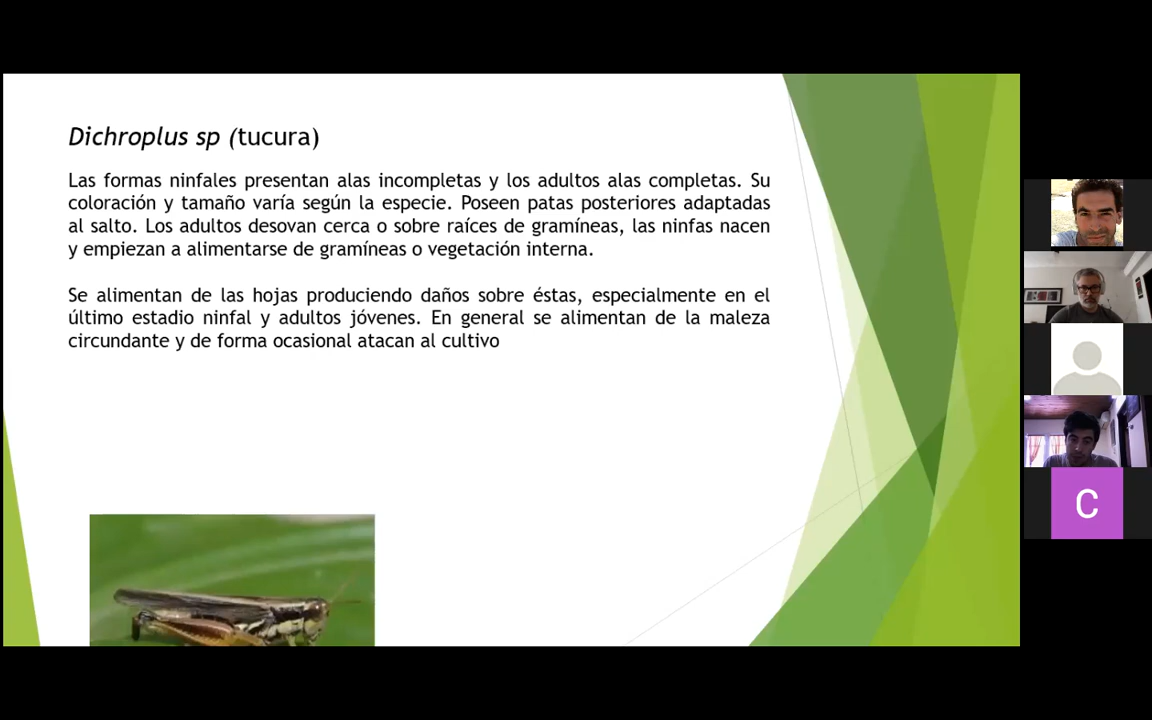 Dichroplus sp (tucura)
Las formas ninfales presentan alas incompletas y los adultos alas completas. Su
coloración y tamaño varía según la especie. Poseen patas posteriores adaptadas
al salto. Los adultos desovan cerca o sobre raíces de gramíneas, las ninfas nacen
y empiezan a alimentarse de gramíneas o vegetación interna.
Se alimentan de las hojas produciendo daños sobre éstas, especialmente en el
último estadio ninfal y adultos jóvenes. En general se alimentan de la maleza
circundante y de forma ocasional atacan al cultivo
C